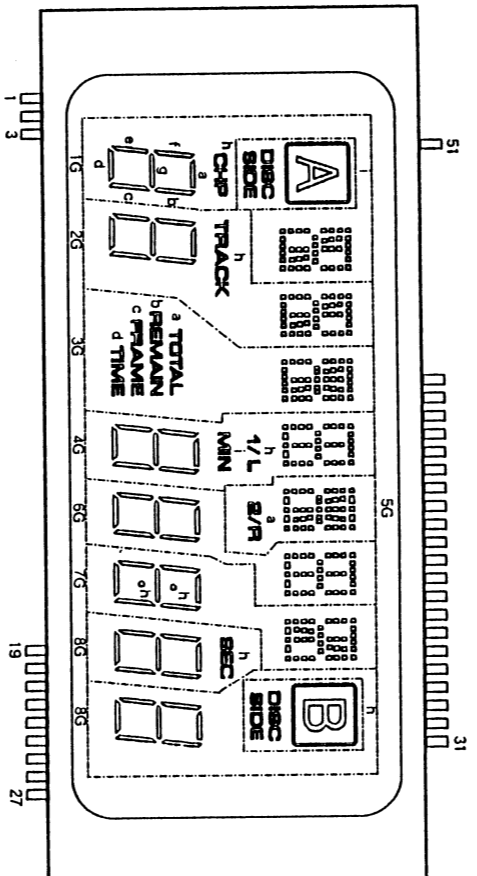 51
31
i
h
A
DISC
SIDE
B
DISC
SIDE
5G
h
CHP
h
TRACK
h
1/L
MIN
a
2/R
h
SEC
a
b
c
d
e
f
g
a TOTAL
b REMAIN
c FRAME
d TIME
h
a
h
o
1G
2G
3G
4G
6G
7G
8G
8G
1
3
19
27